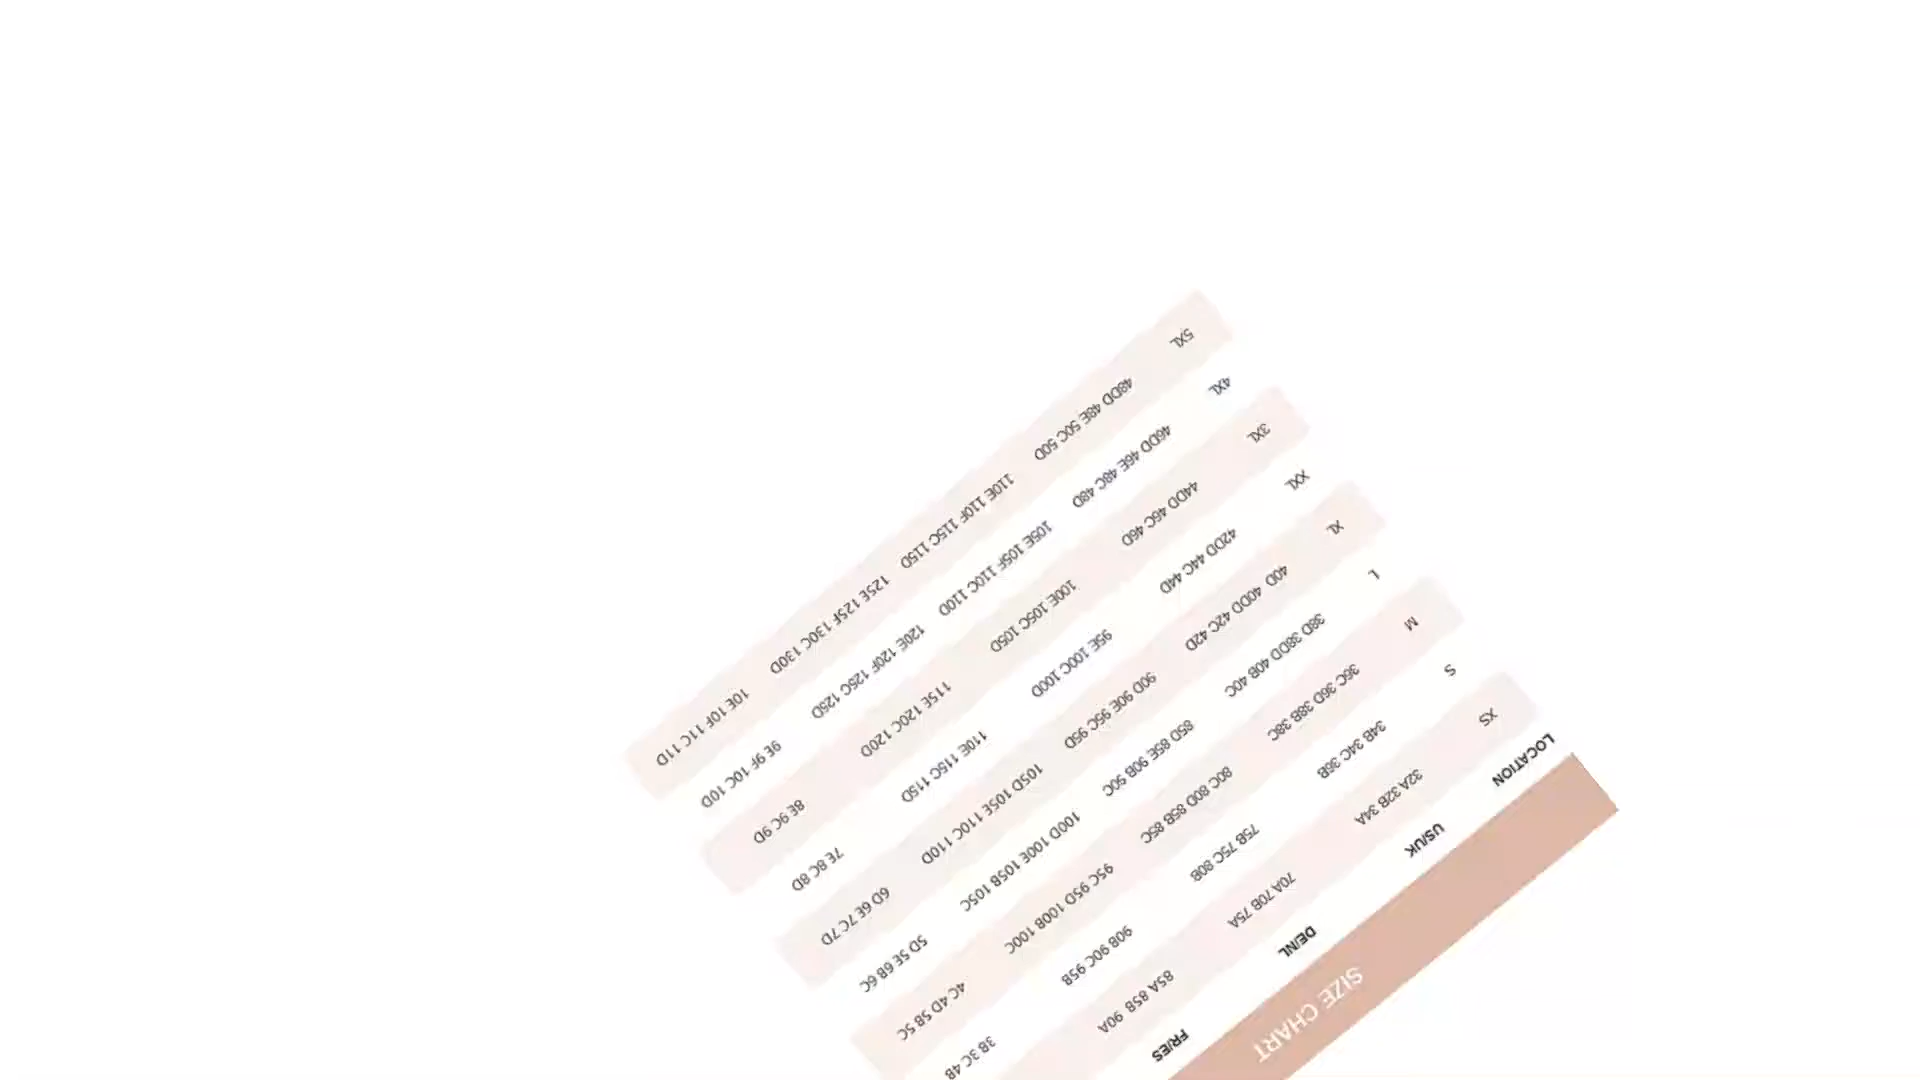 SIZE CHART
LOCATION US/UK DE/NL FR/ES
XS 32A 32B 34A 70A 70B 75A 85A 85B 90A
S 34B 34C 36B 75B 75C 80B 90B 90C 95B 3B 3C 4B
M 36C 36D 38B 38C 80C 80D 85B 85C 95C 95D 100B 100C 4C 4D 5B 5C
L 38D 38DD 40B 40C 85D 85E 90B 90C 100D 100E 105B 105C 5D 5E 6B 6C
XL 40D 40DD 42C 42D 90D 90E 95C 95D 105D 105E 110C 110D 6D 6E 7C 7D
XXL 42DD 44C 44D 95E 100C 100D 110E 115C 115D 7E 8C 8D
3XL 44DD 46C 46D 100E 105C 105D 115E 120C 120D 8E 9C 9D
4XL 46DD 46E 48C 48D 105E 105F 110C 110D 120E 120F 125C 125D 9E 9F 10C 10D
5XL 48DD 48E 50C 50D 110E 110F 115C 115D 125E 125F 130C 130D 10E 10F 11C 11D